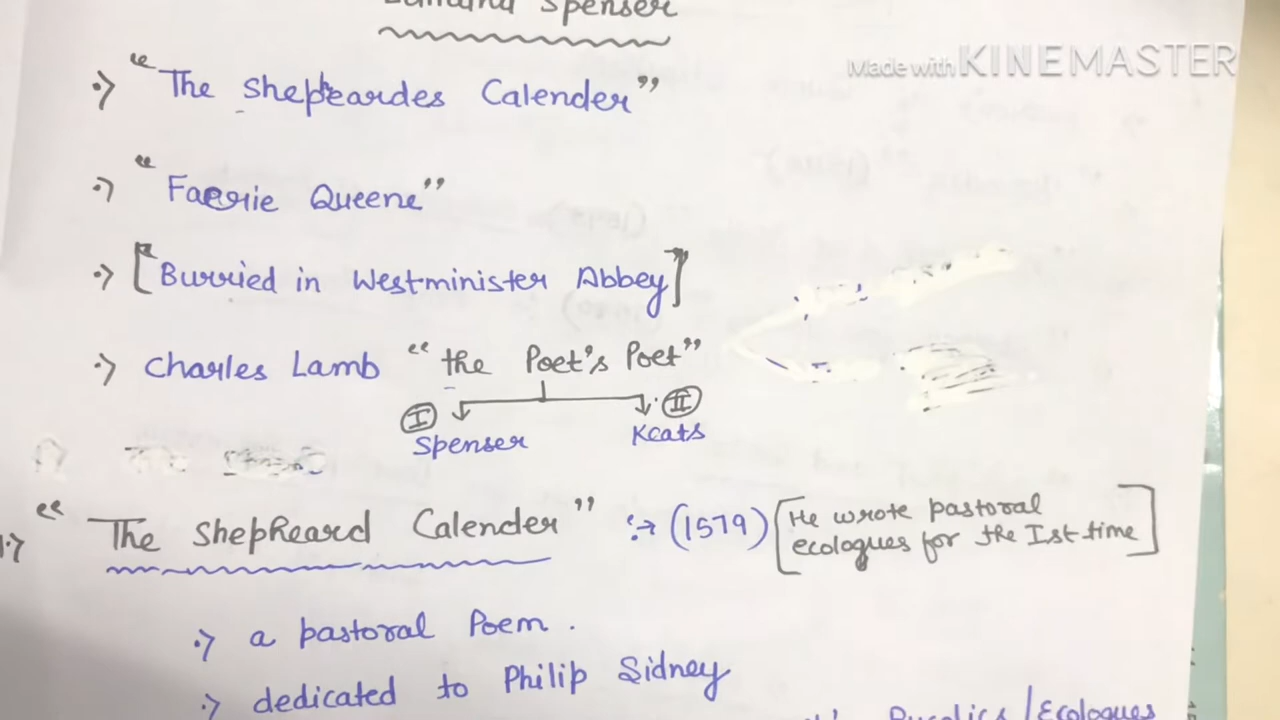 Edmund Spenser
Made with KINEMASTER
"The Shepheardes Calender"
"Faerie Queene"
[Burried in Westminister Abbey]
Charles Lamb "the Poet's Poet"
I Spenser II Keats
"The Shepheard Calender" :→ (1579) [He wrote pastoral
ecologues for the Ist time]
a pastoral Poem.
dedicated to Philip Sidney
Bucolics / Ecologues